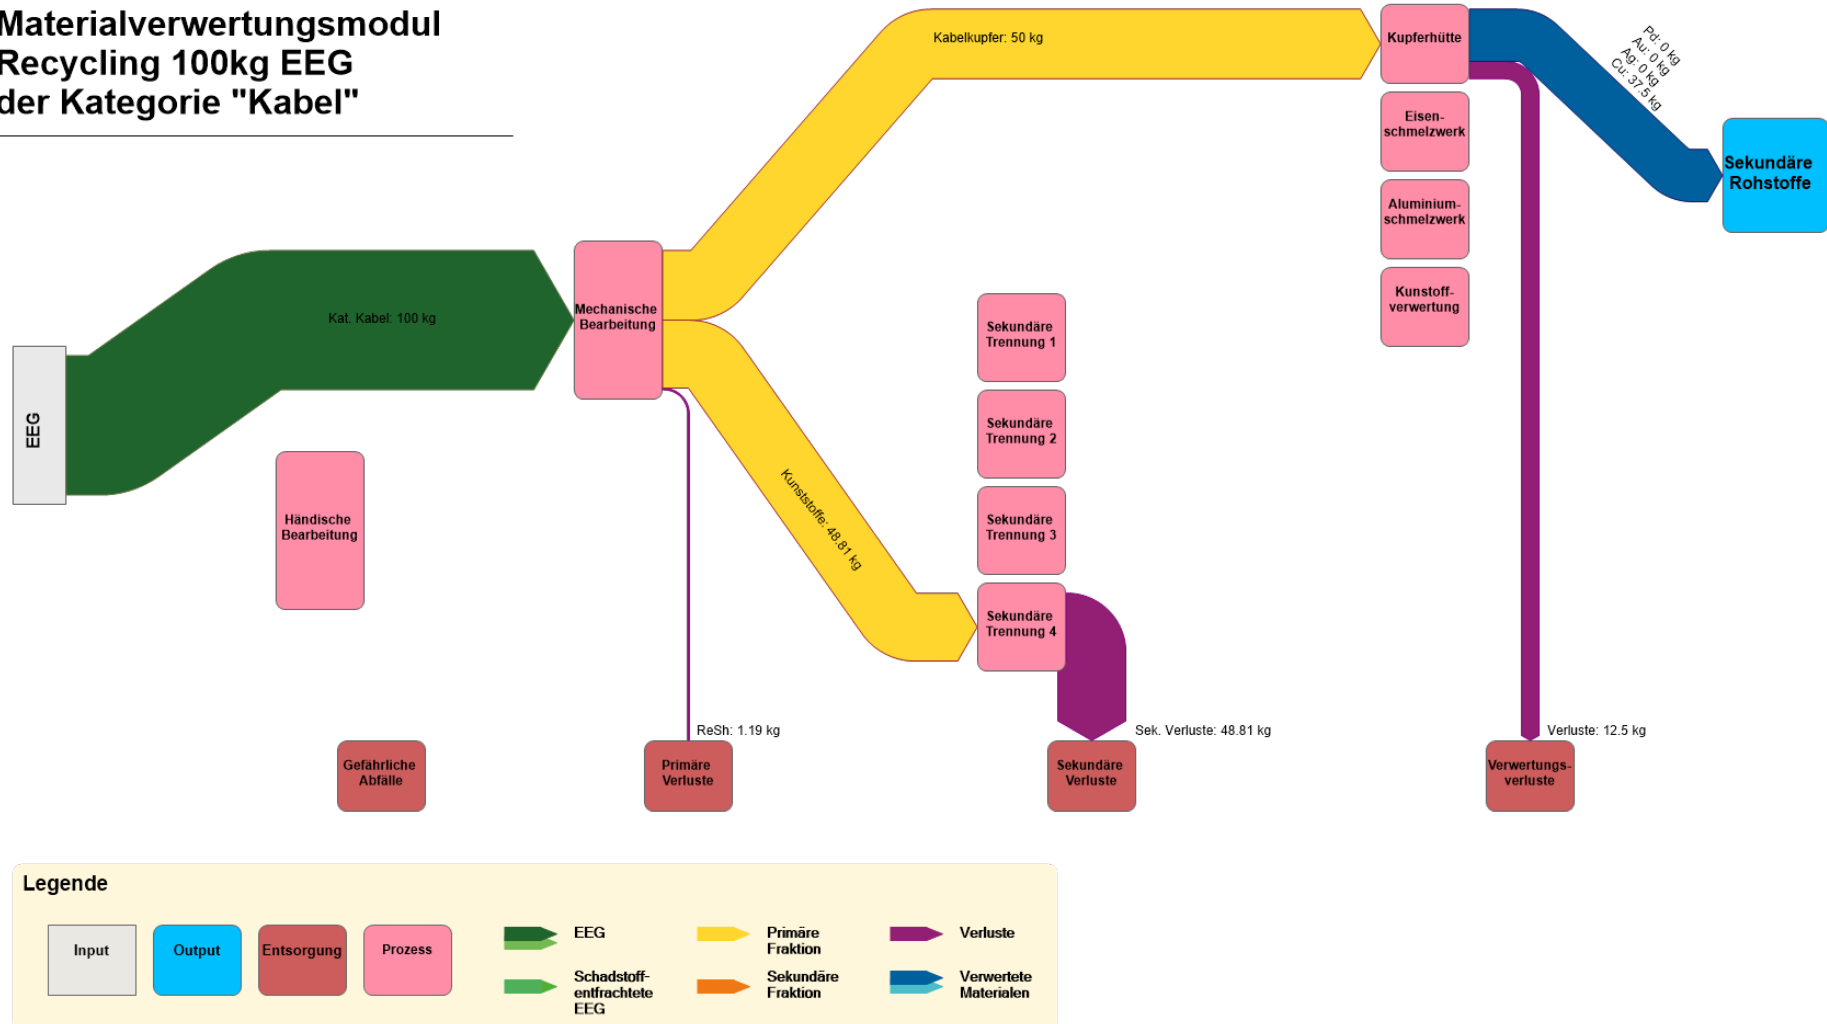 Materialverwertungsmodul
Recycling 100kg EEG
der Kategorie "Kabel"
Kabelkupfer: 50 kg
Kupferhütte
Pd: 0 kg
Au: 0 kg
Ag: 0 kg
Cu: 37.5 kg
Eisen-
schmelzwerk
Sekundäre
Rohstoffe
Aluminium-
schmelzwerk
Kunstoff-
verwertung
Kat. Kabel: 100 kg
Mechanische
Bearbeitung
Sekundäre
Trennung 1
EEG
Sekundäre
Trennung 2
Kunststoffe: 48.81 kg
Händische
Bearbeitung
Sekundäre
Trennung 3
Sekundäre
Trennung 4
ReSh: 1.19 kg
Sek. Verluste: 48.81 kg
Verluste: 12.5 kg
Gefährliche
Abfälle
Primäre
Verluste
Sekundäre
Verluste
Verwertungs-
verluste
Legende
Input
Output
Entsorgung
Prozess
EEG
Schadstoff-
entfrachtete
EEG
Primäre
Fraktion
Sekundäre
Fraktion
Verluste
Verwertete
Materialen